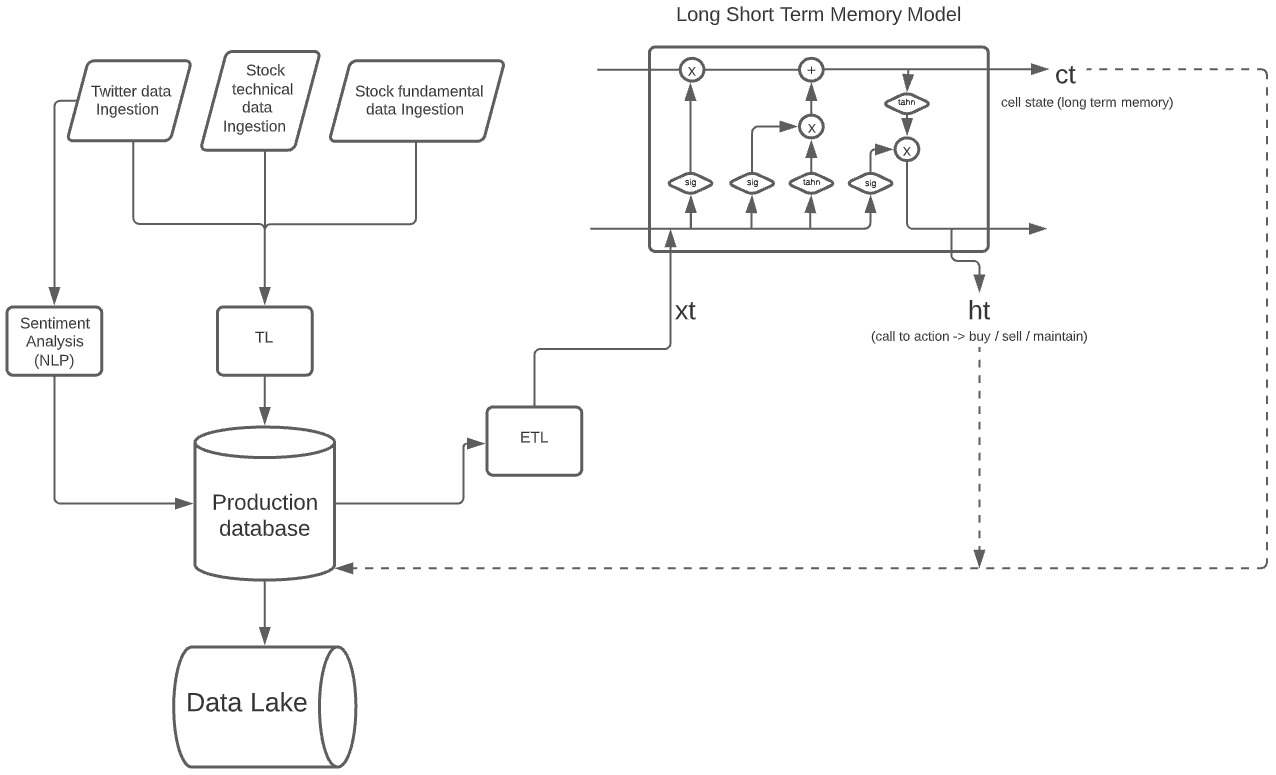 Long Short Term Memory Model
Twitter data
Ingestion
Stock
technical
data
Ingestion
Stock fundamental
data Ingestion
x
+
ct
cell state (long term memory)
tahn
x
x
sig
sig
tahn
sig
Sentiment
Analysis
(NLP)
TL
xt
ht
(call to action -> buy / sell / maintain)
ETL
Production
database
Data Lake